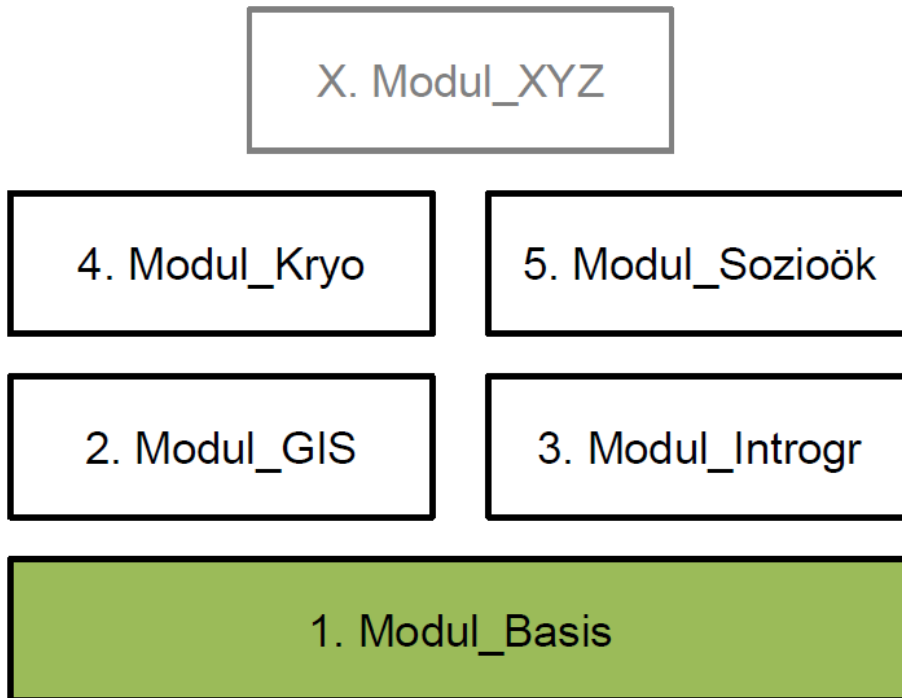 X. Modul_XYZ
4. Modul_Kryo
5. Modul_Sozioök
2. Modul_GIS
3. Modul_Introgr
1. Modul_Basis